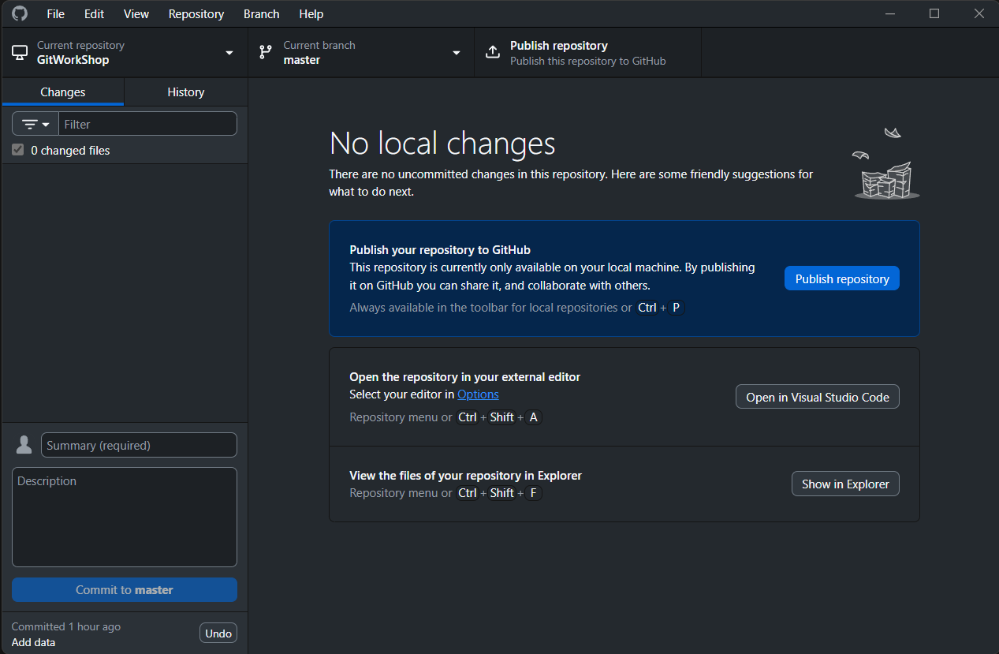 File Edit View Repository Branch Help
Current repository
GitWorkShop
Current branch
master
Publish repository
Publish this repository to GitHub
Changes
History
Filter
0 changed files
No local changes
There are no uncommitted changes in this repository. Here are some friendly suggestions for
what to do next.
Publish your repository to GitHub
This repository is currently only available on your local machine. By publishing
it on GitHub you can share it, and collaborate with others.
Always available in the toolbar for local repositories or Ctrl + P
Publish repository
Open the repository in your external editor
Select your editor in Options
Repository menu or Ctrl + Shift + A
Open in Visual Studio Code
View the files of your repository in Explorer
Repository menu or Ctrl + Shift + F
Show in Explorer
Summary (required)
Description
Commit to master
Committed 1 hour ago
Add data
Undo